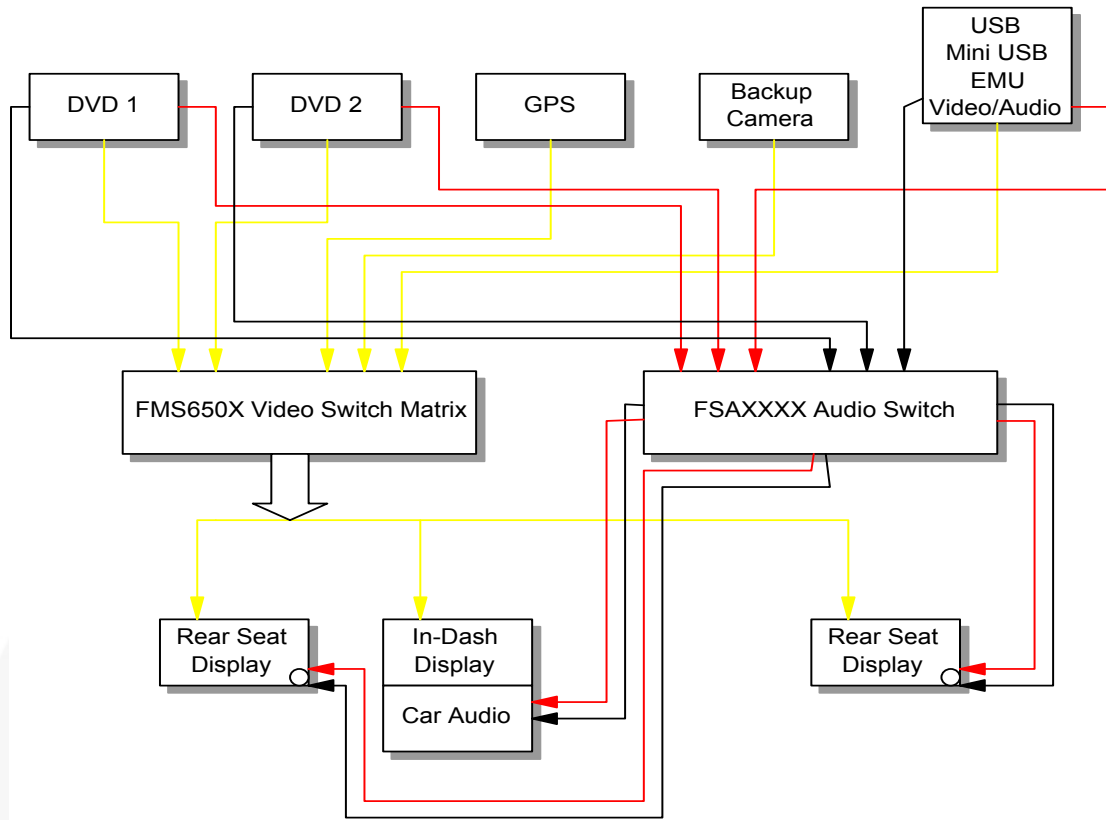 USB
Mini USB
EMU
Video/Audio
DVD 1
DVD 2
GPS
Backup
Camera
FMS650X Video Switch Matrix
FSAXXXX Audio Switch
Rear Seat
Display
In-Dash
Display
Car Audio
Rear Seat
Display